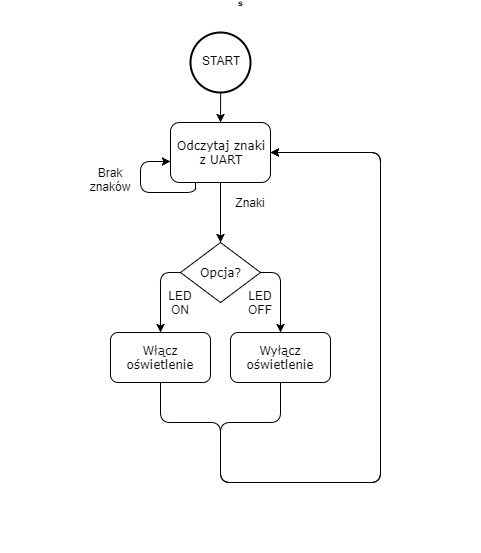 s
START
Odczytaj znaki
z UART
Brak
znaków
Znaki
Opcja?
LED
ON
LED
OFF
Włącz
oświetlenie
Wyłącz
oświetlenie